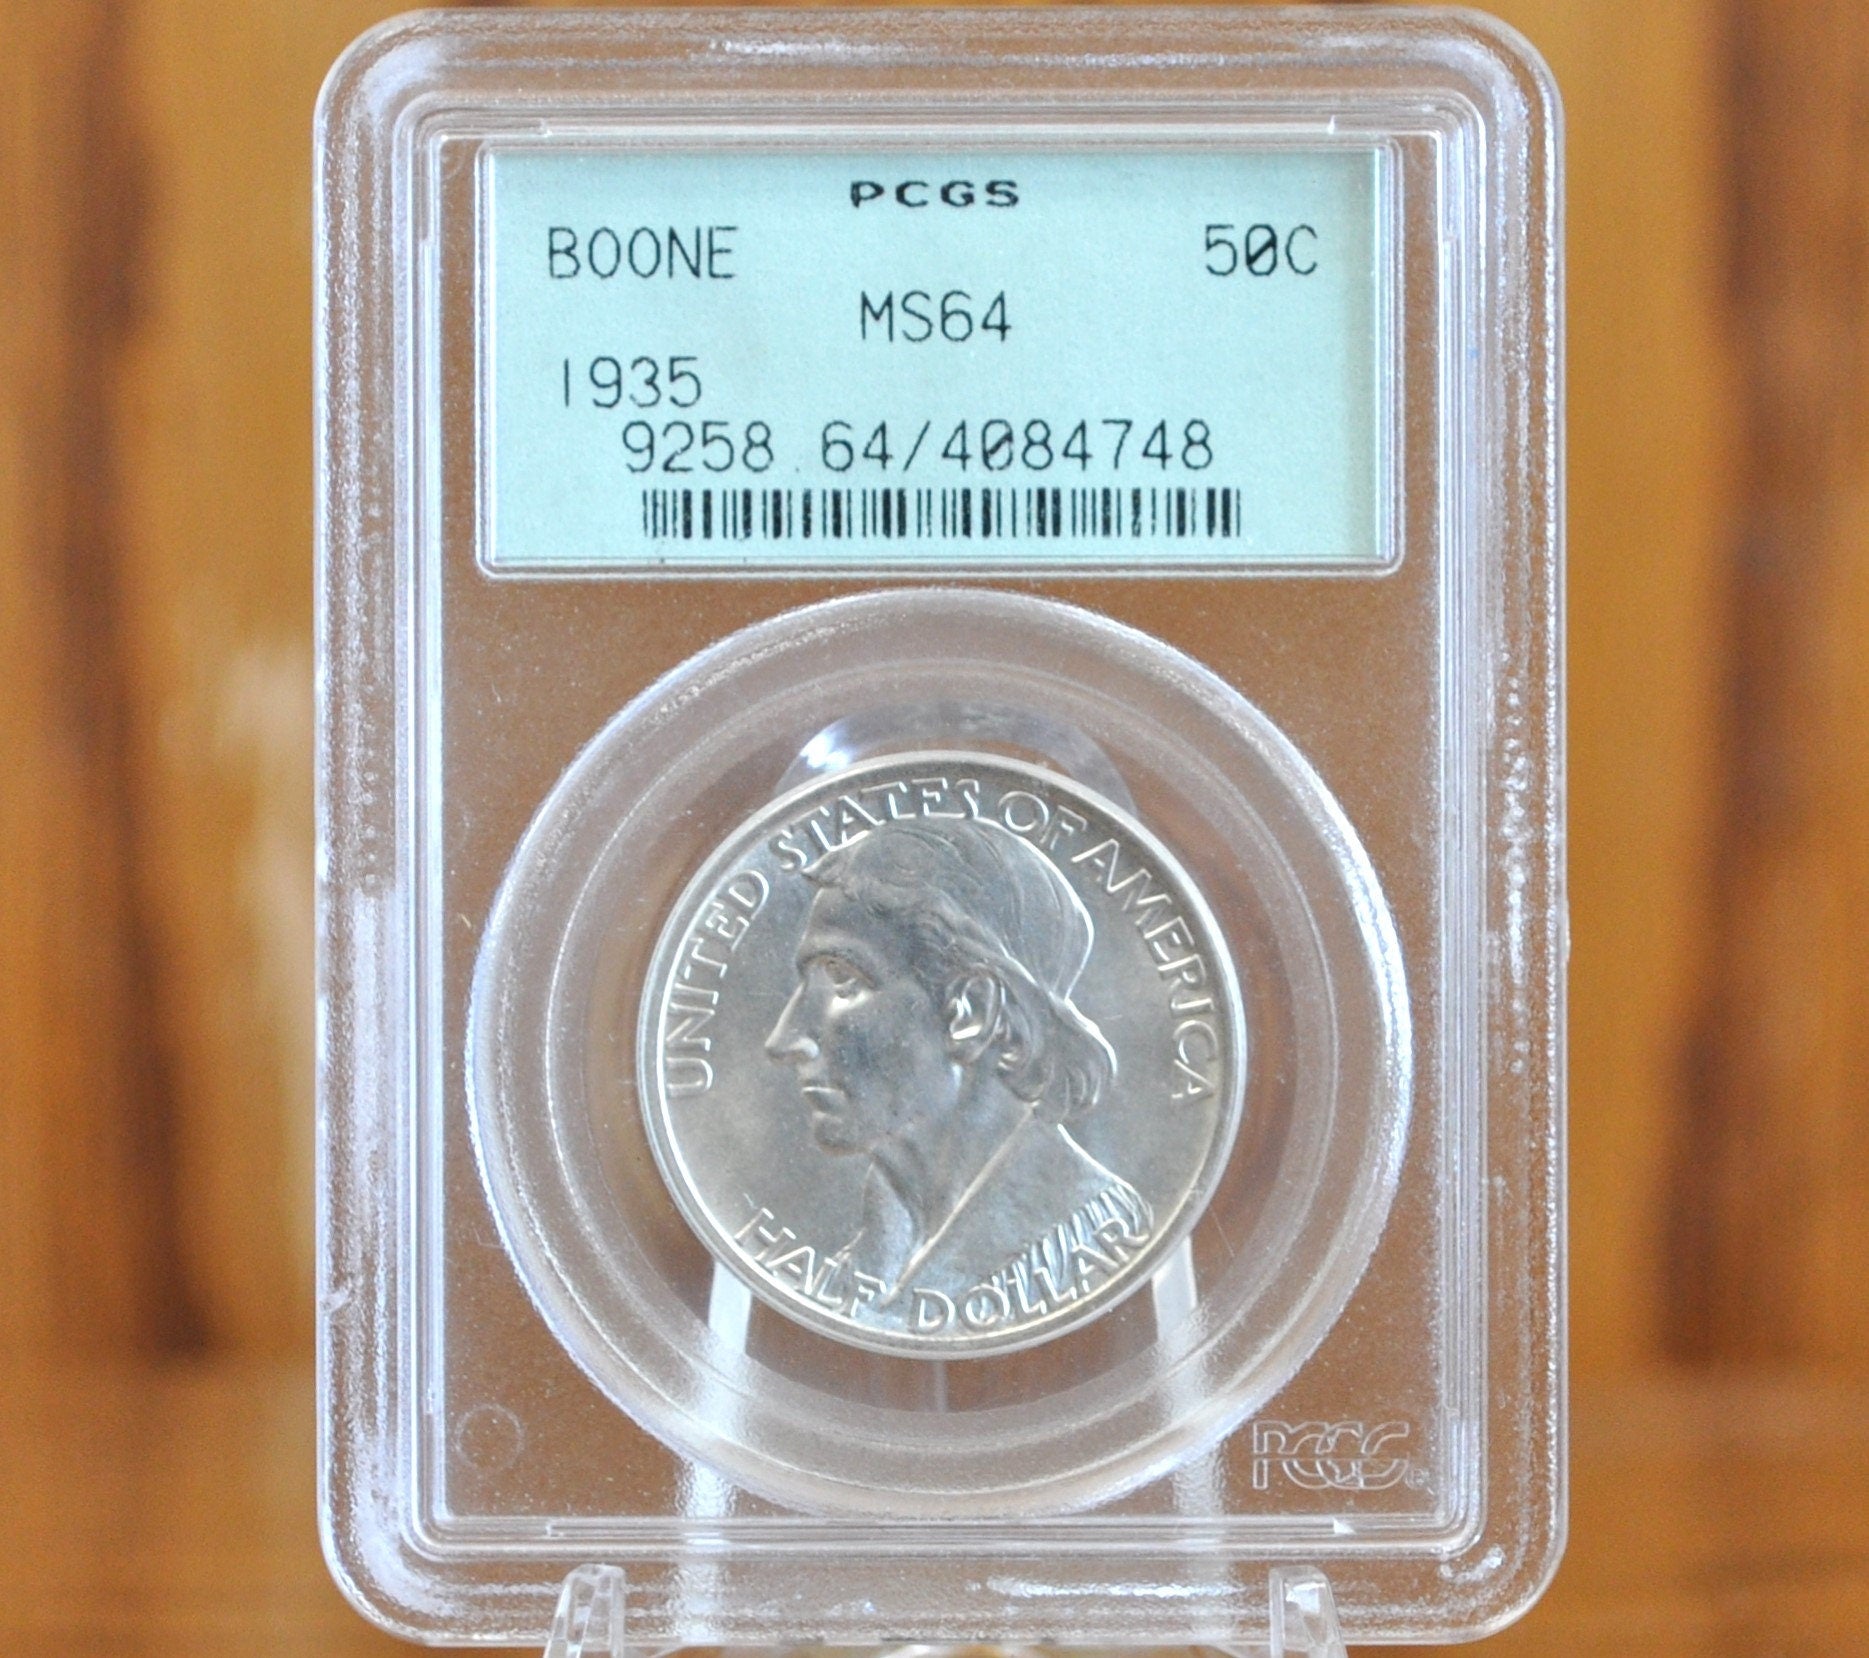 PCGS
BOONE 50C
MS64
1935
9258.64/4084748
UNITED STATES OF AMERICA
HALF DOLLAR
PCGS